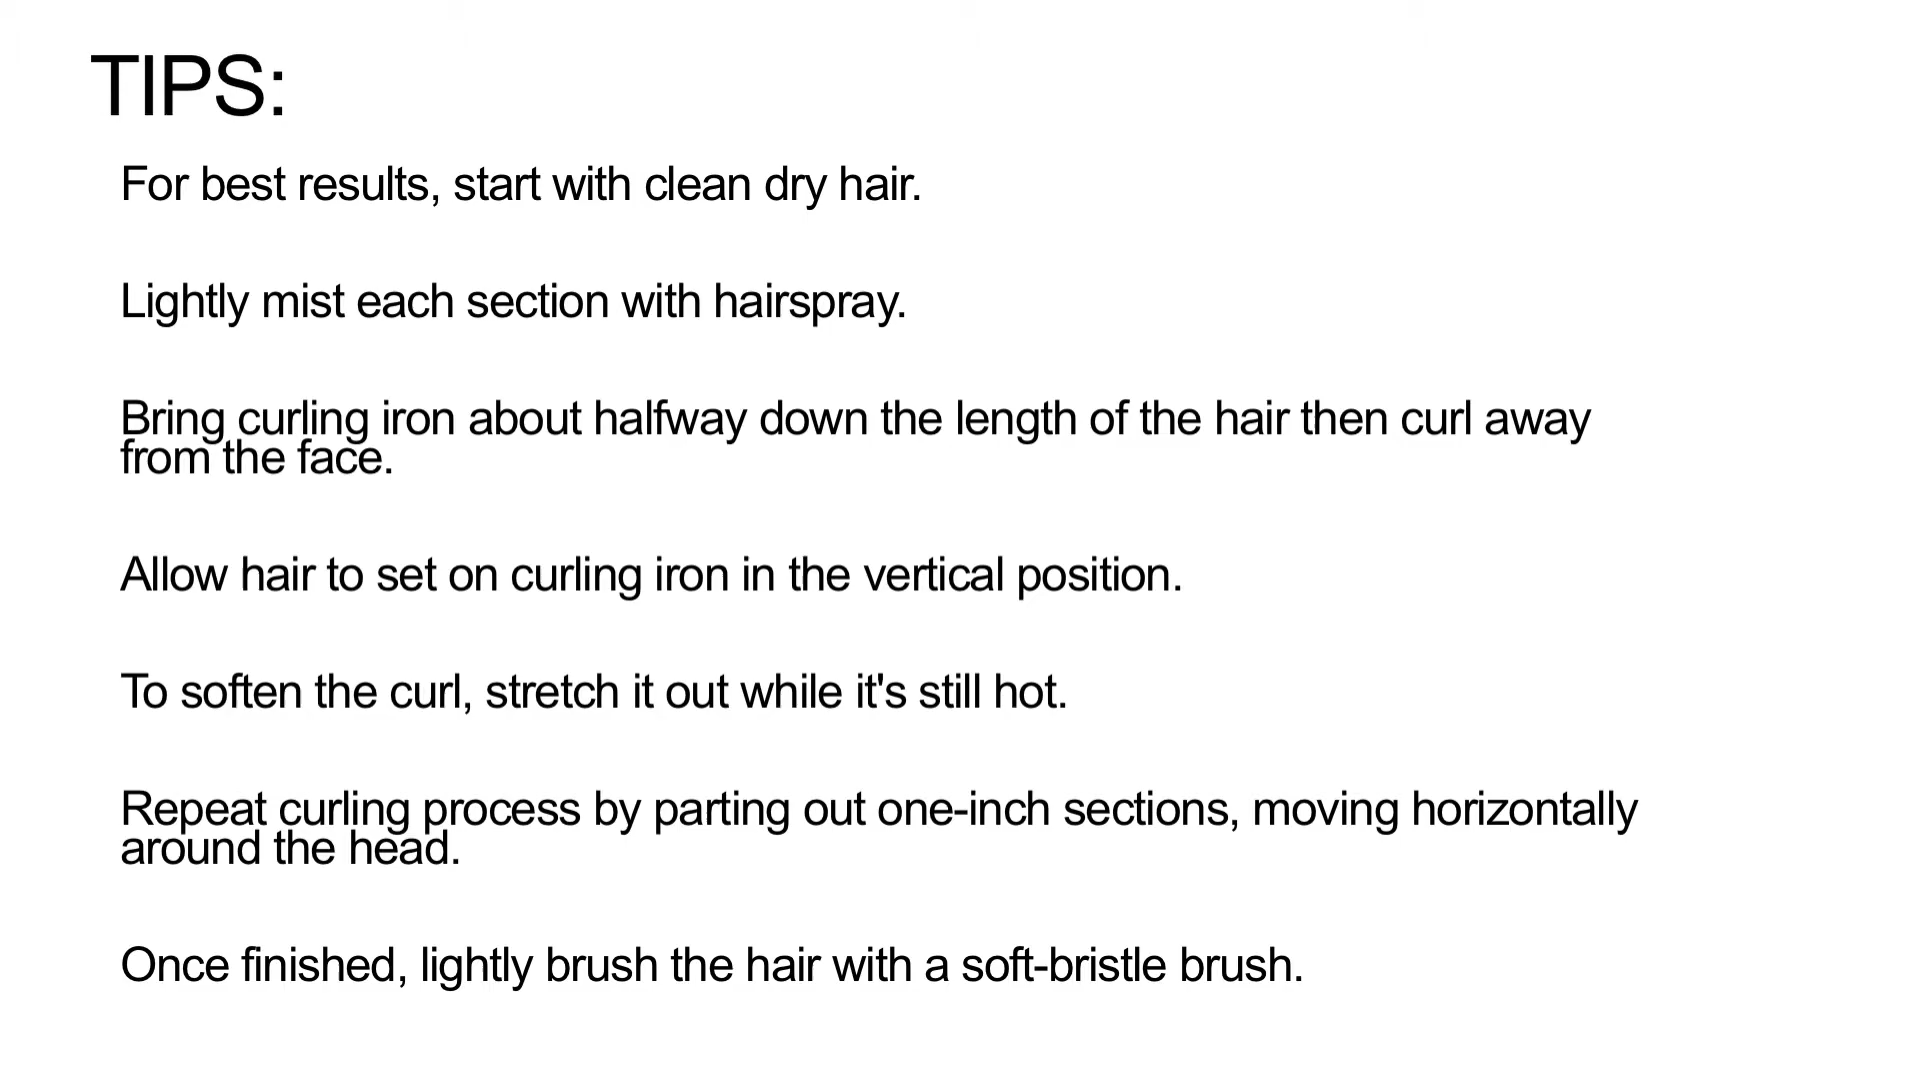 TIPS:
For best results, start with clean dry hair.
Lightly mist each section with hairspray.
Bring curling iron about halfway down the length of the hair then curl away
from the face.
Allow hair to set on curling iron in the vertical position.
To soften the curl, stretch it out while it's still hot.
Repeat curling process by parting out one-inch sections, moving horizontally
around the head.
Once finished, lightly brush the hair with a soft-bristle brush.